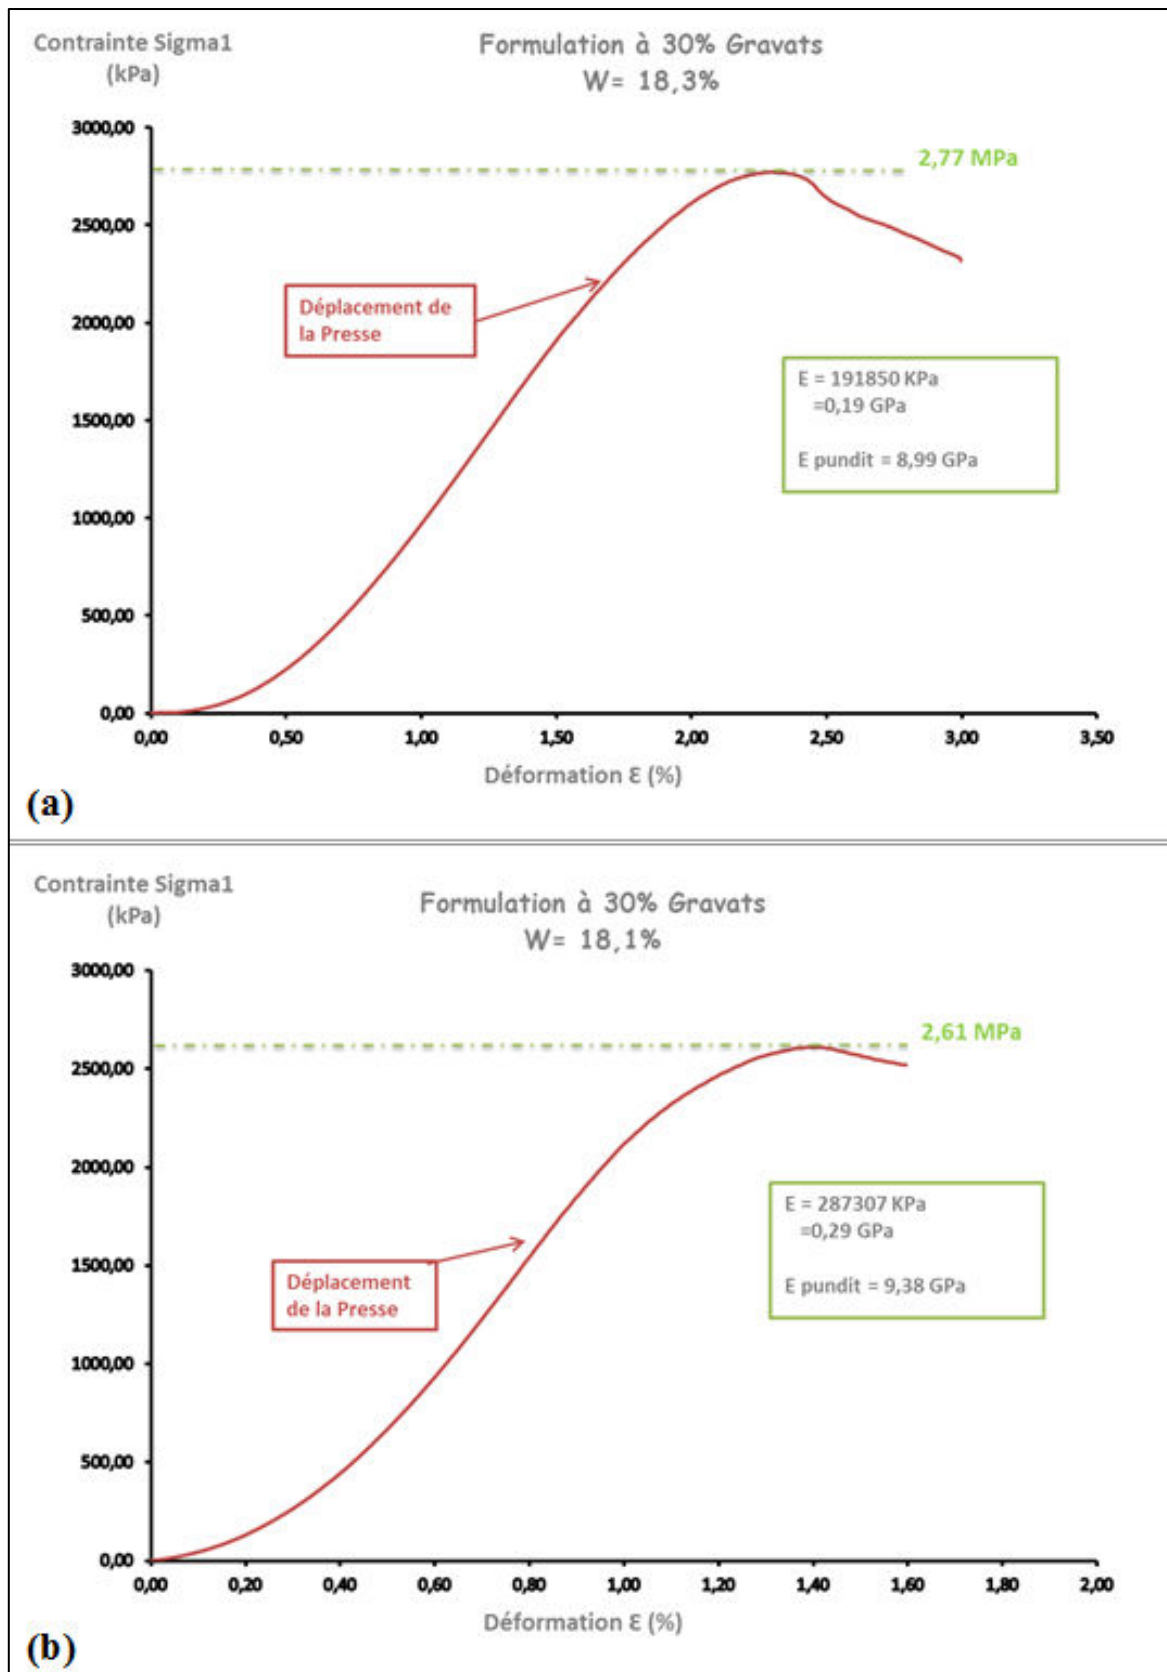 Contrainte Sigma1
(kPa)
Formulation à 30% Gravats
W= 18,3%
3000,00
2,77 MPa
2500,00
Déplacement de
la Presse
2000,00
E = 191850 KPa
=0,19 GPa
1500,00
E pundit = 8,99 GPa
1000,00
500,00
0,00
0,00 0,50 1,00 1,50 2,00 2,50 3,00 3,50
Déformation Ɛ (%)
(a)
Contrainte Sigma1
(kPa)
Formulation à 30% Gravats
W= 18,1%
3000,00
2,61 MPa
2500,00
2000,00
E = 287307 KPa
=0,29 GPa
1500,00
Déplacement
de la Presse
E pundit = 9,38 GPa
1000,00
500,00
0,00
0,00 0,20 0,40 0,60 0,80 1,00 1,20 1,40 1,60 1,80 2,00
Déformation Ɛ (%)
(b)